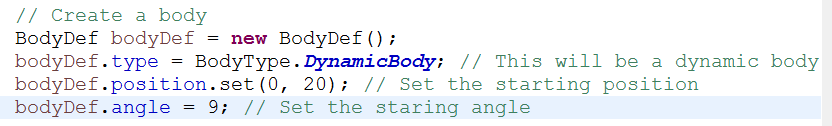 // Create a body
BodyDef bodyDef = new BodyDef();
bodyDef.type = BodyType.DynamicBody; // This will be a dynamic body
bodyDef.position.set(0, 20); // Set the starting position
bodyDef.angle = 9; // Set the staring angle